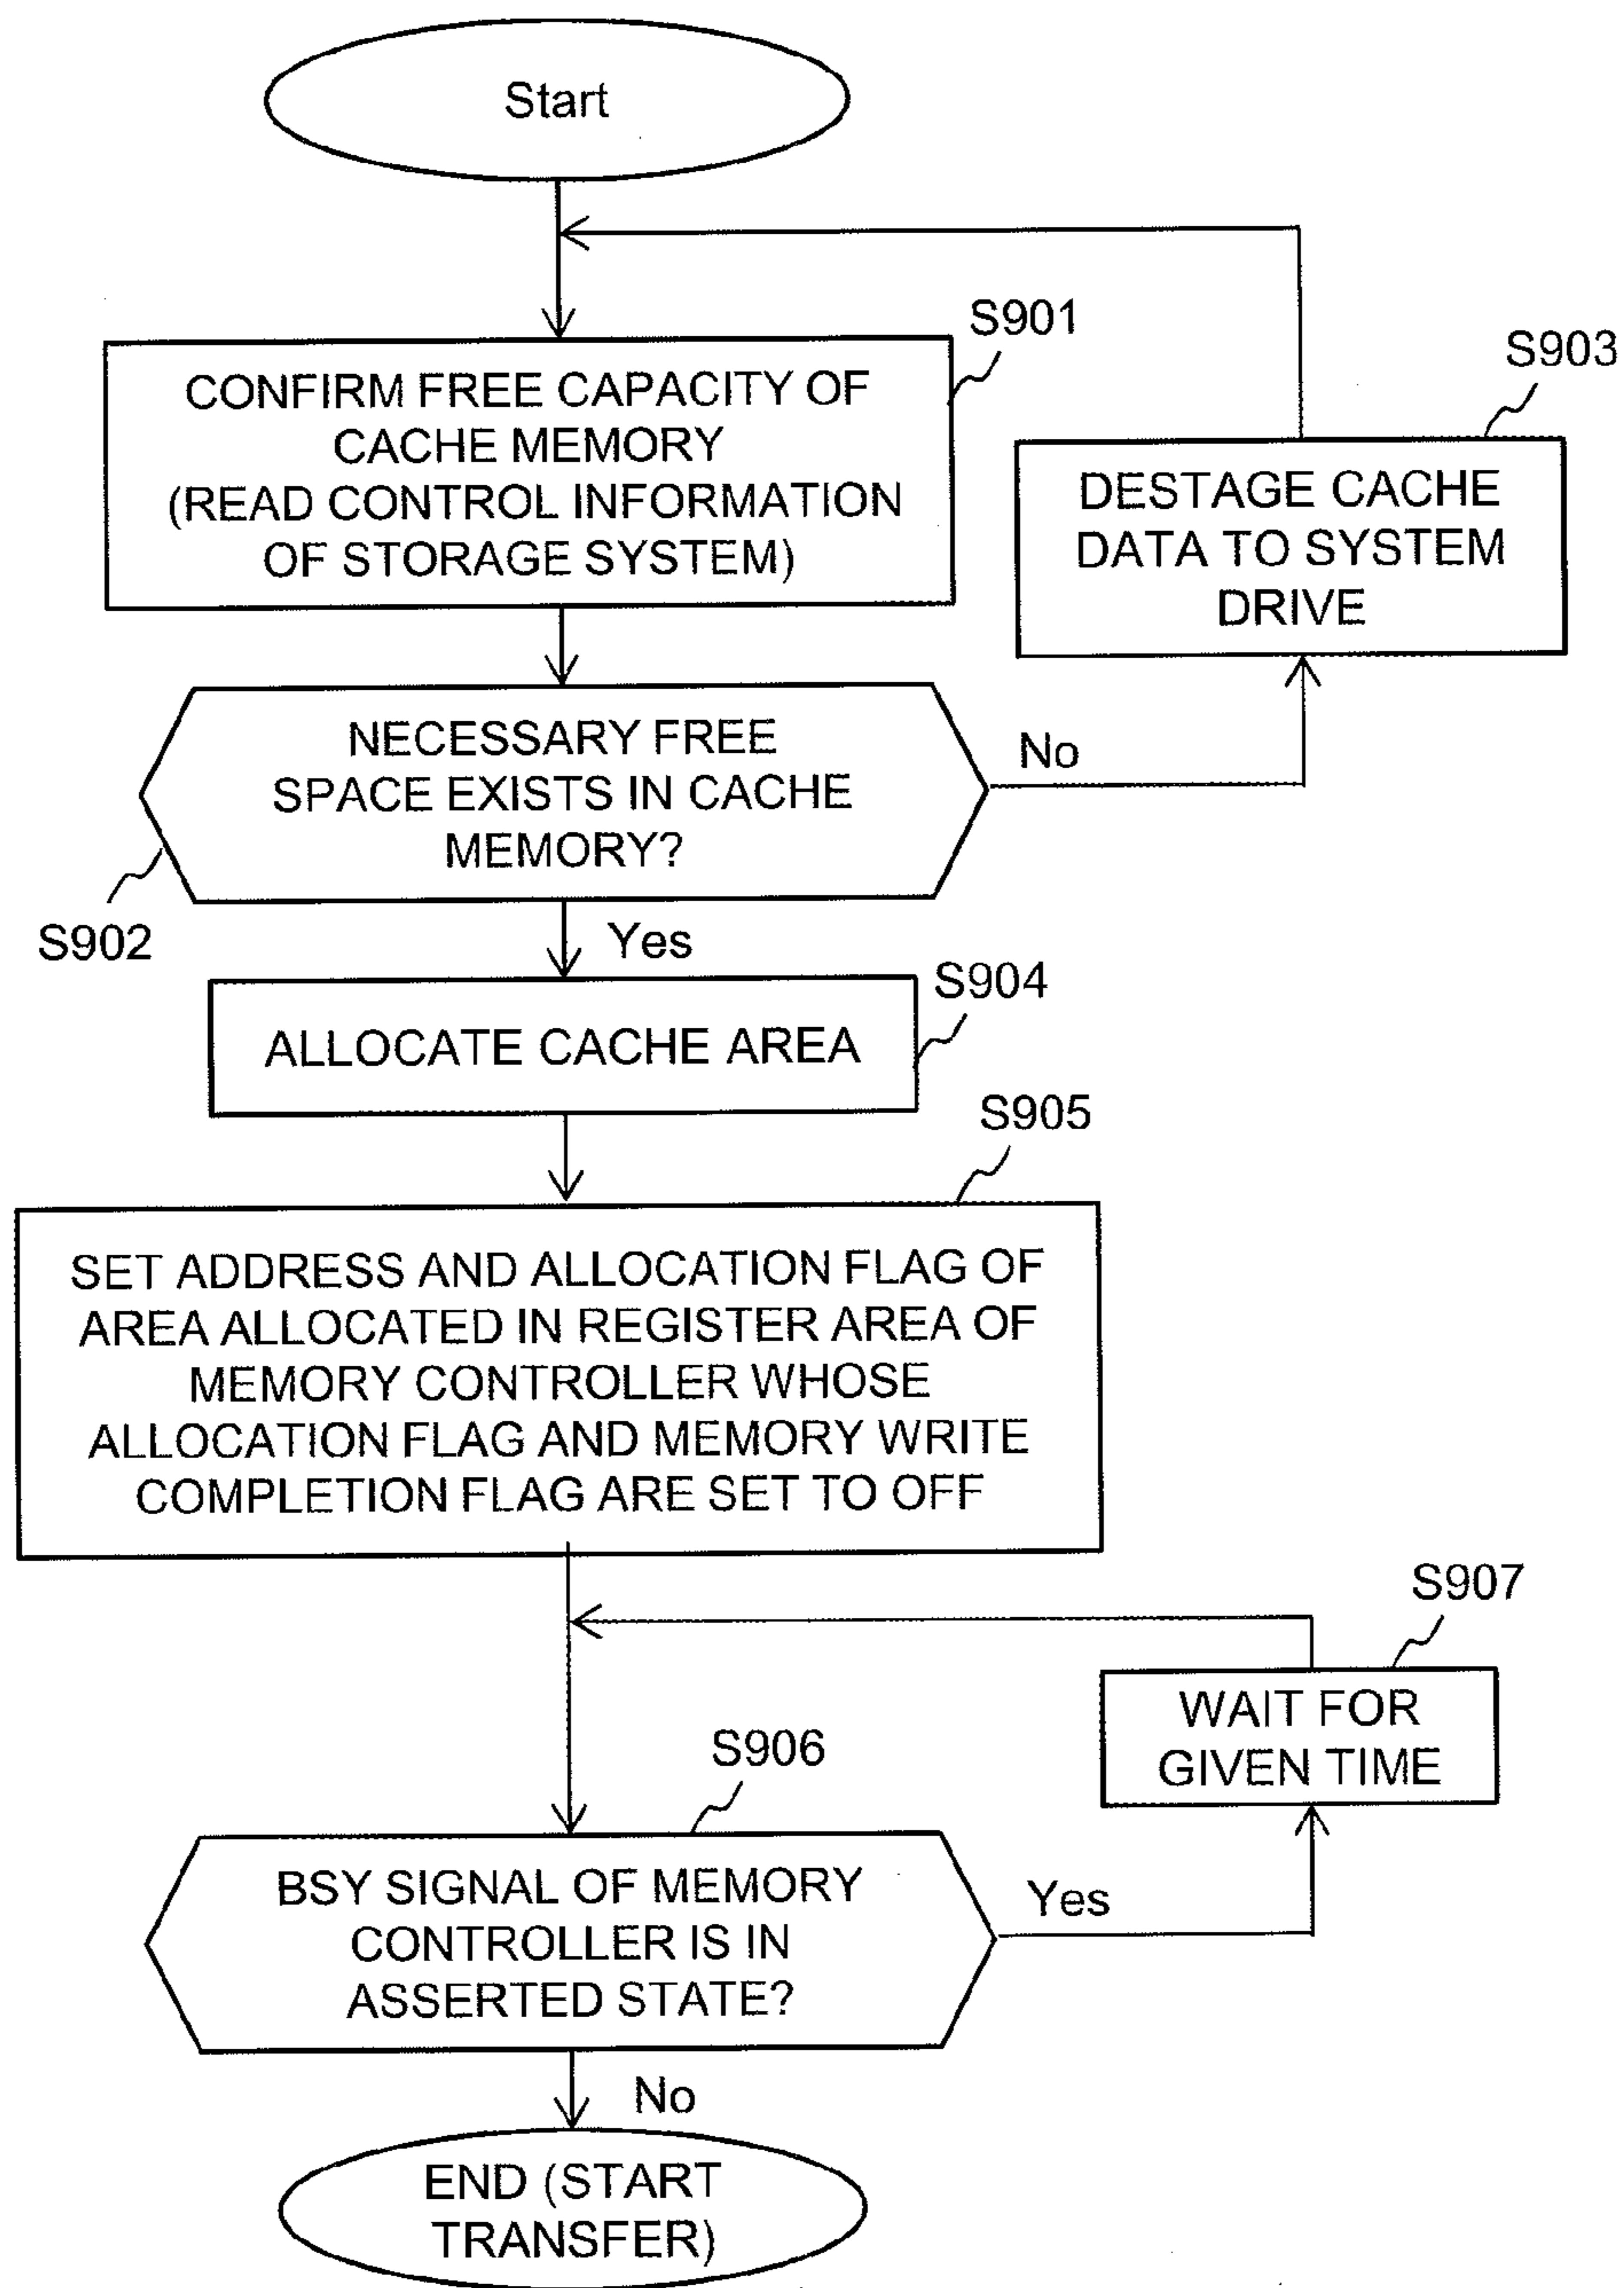 Start
S901
CONFIRM FREE CAPACITY OF
CACHE MEMORY
(READ CONTROL INFORMATION
OF STORAGE SYSTEM)
S903
DESTAGE CACHE
DATA TO SYSTEM
DRIVE
NECESSARY FREE
SPACE EXISTS IN CACHE
MEMORY?
No
S902
Yes
S904
ALLOCATE CACHE AREA
S905
SET ADDRESS AND ALLOCATION FLAG OF
AREA ALLOCATED IN REGISTER AREA OF
MEMORY CONTROLLER WHOSE
ALLOCATION FLAG AND MEMORY WRITE
COMPLETION FLAG ARE SET TO OFF
S907
WAIT FOR
GIVEN TIME
S906
BSY SIGNAL OF MEMORY
CONTROLLER IS IN
ASSERTED STATE?
Yes
No
END (START
TRANSFER)